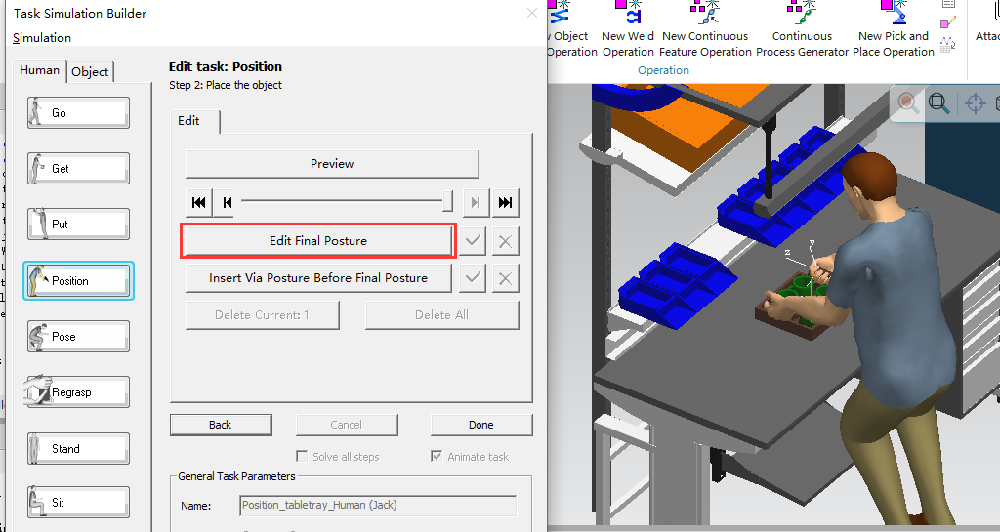 Task Simulation Builder
Simulation
Human
Object
Go
Get
Put
Position
Pose
Regrasp
Stand
Sit
Edit task: Position
Step 2: Place the object
Edit
Preview
Edit Final Posture
Insert Via Posture Before Final Posture
Delete Current: 1
Delete All
Back
Cancel
Done
Solve all steps
Animate task
General Task Parameters
Name:
Position_tabletray_Human (Jack)
Object
Operation
New Weld
Operation
New Continuous
Feature Operation
Continuous
Process Generator
New Pick and
Place Operation
Operation
y
z